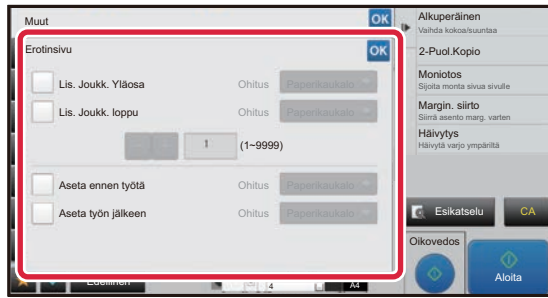 Muut OK
Erotinsivu OK
Lis. Joukk. Yläosa Ohitus Paperikaukalo
Lis. Joukk. loppu Ohitus Paperikaukalo
1 (1~9999)
Aseta ennen työtä Ohitus Paperikaukalo
Aseta työn jälkeen Ohitus Paperikaukalo
Edellinen 4 A4
Alkuperäinen
Vaihda kokoa/suuntaa
2-Puol.Kopio
Moniotos
Sijoita monta sivua sivulle
Margin. siirto
Siirrä asento marg. varten
Häivytys
Häivytä varjo ympäriltä
Esikatselu CA
Oikovedos
Aloita